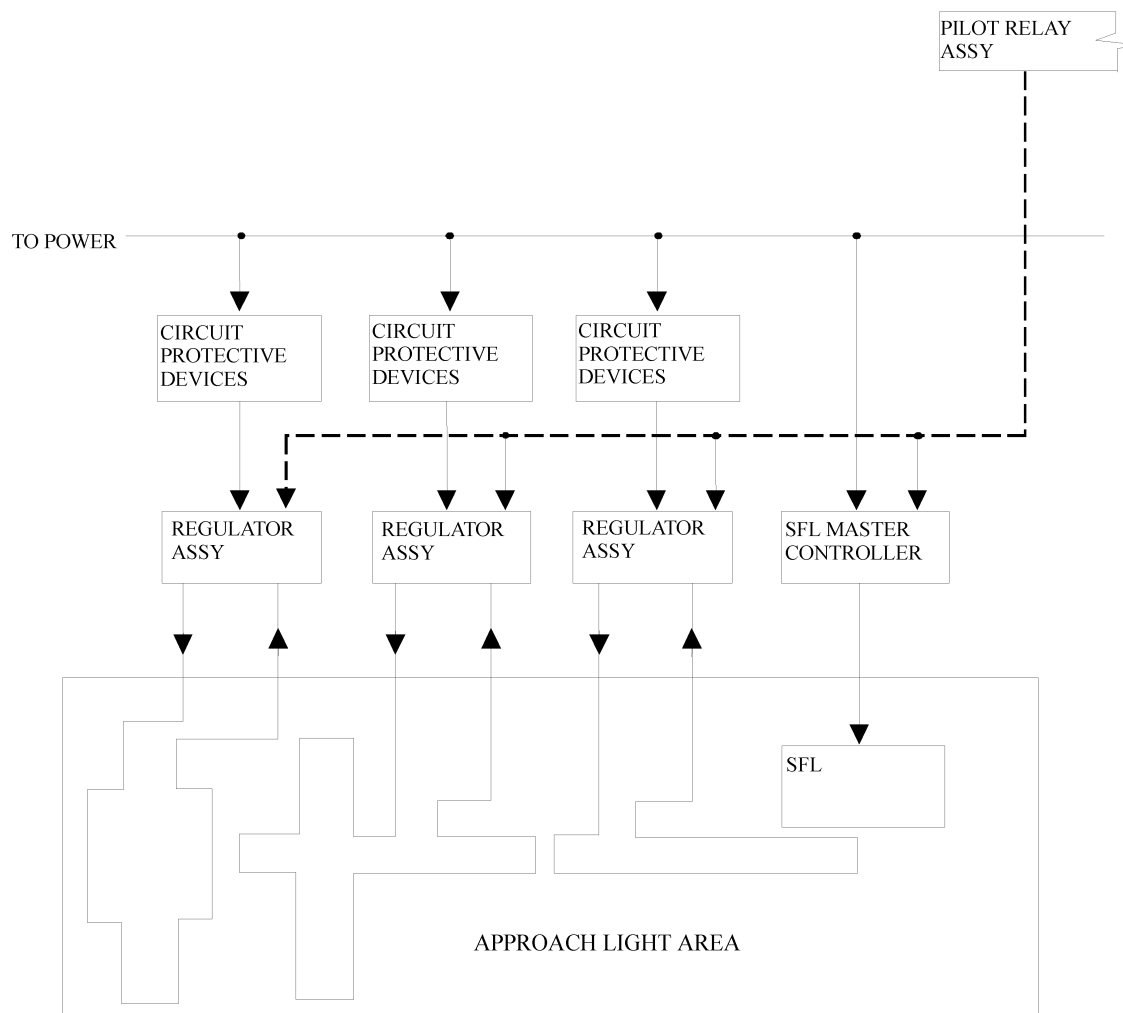 PILOT RELAY
ASSY
TO POWER
CIRCUIT
PROTECTIVE
DEVICES
CIRCUIT
PROTECTIVE
DEVICES
CIRCUIT
PROTECTIVE
DEVICES
REGULATOR
ASSY
REGULATOR
ASSY
REGULATOR
ASSY
SFL MASTER
CONTROLLER
SFL
APPROACH LIGHT AREA